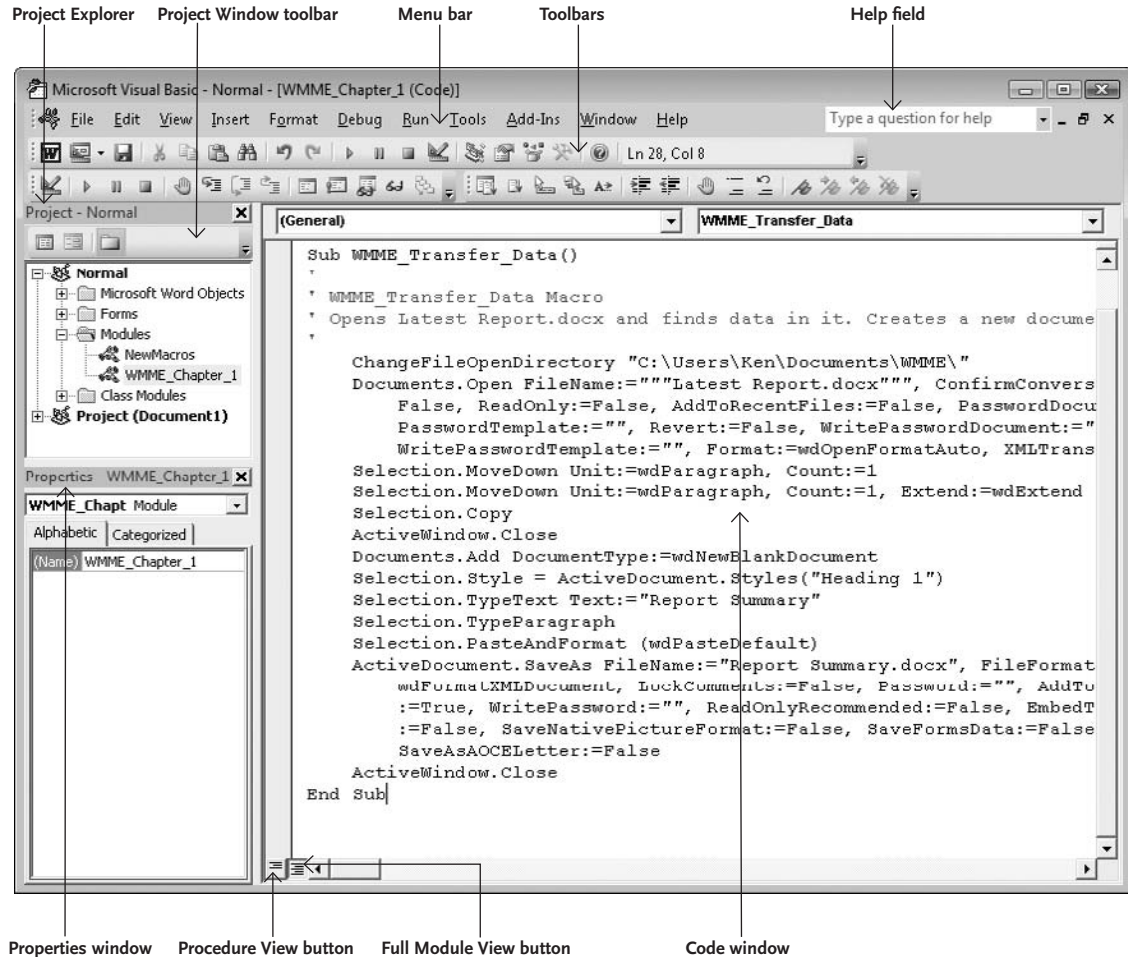 Project Explorer Project Window toolbar Menu bar Toolbars Help field
Microsoft Visual Basic - Normal - [WMME_Chapter_1 (Code)]
File Edit View Insert Format Debug Run Tools Add-Ins Window Help Type a question for help
Ln 28, Col 8
Project - Normal
(General) WMME_Transfer_Data
Normal
Microsoft Word Objects
Forms
Modules
NewMacros
WMME_Chapter_1
Class Modules
Project (Document1)
Properties WMME_Chapter_1
WMME_Chapt Module
Alphabetic Categorized
(Name) WMME_Chapter_1
Sub WMME_Transfer_Data()
'
' WMME_Transfer_Data Macro
' Opens Latest Report.docx and finds data in it. Creates a new docume
'
ChangeFileOpenDirectory "C:\Users\Ken\Documents\WMME\"
Documents.Open FileName:="""Latest Report.docx""", ConfirmConvers
False, ReadOnly:=False, AddToRecentFiles:=False, PasswordDocu
PasswordTemplate:="", Revert:=False, WritePasswordDocument:="
WritePasswordTemplate:="", Format:=wdOpenFormatAuto, XMLTrans
Selection.MoveDown Unit:=wdParagraph, Count:=1
Selection.MoveDown Unit:=wdParagraph, Count:=1, Extend:=wdExtend
Selection.Copy
ActiveWindow.Close
Documents.Add DocumentType:=wdNewBlankDocument
Selection.Style = ActiveDocument.Styles("Heading 1")
Selection.TypeText Text:="Report Summary"
Selection.TypeParagraph
Selection.PasteAndFormat (wdPasteDefault)
ActiveDocument.SaveAs FileName:="Report Summary.docx", FileFormat
wdFormatXMLDocument, LockComments:=False, Password:="", AddTo
:=True, WritePassword:="", ReadOnlyRecommended:=False, EmbedT
:=False, SaveNativePictureFormat:=False, SaveFormsData:=False
SaveAsAOCELetter:=False
ActiveWindow.Close
End Sub
Properties window Procedure View button Full Module View button Code window